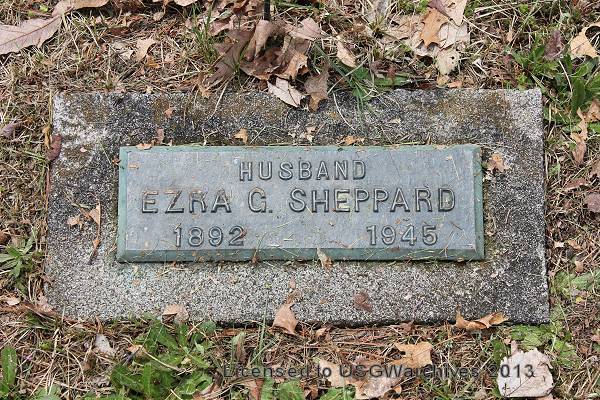 HUSBAND
EZRA G. SHEPPARD
1892 - 1945
Licensed to USGWarchives 2013